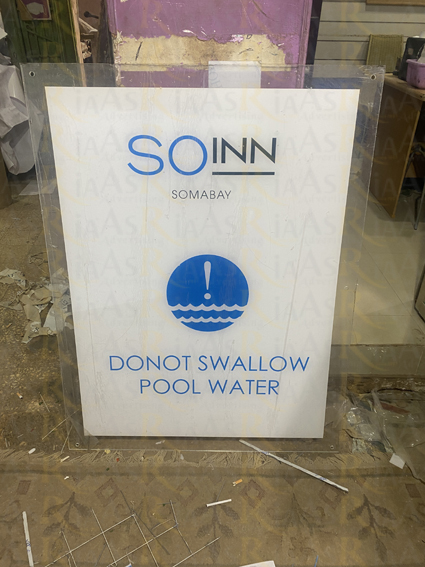 SOINN
SOMABAY
DONOT SWALLOW
POOL WATER